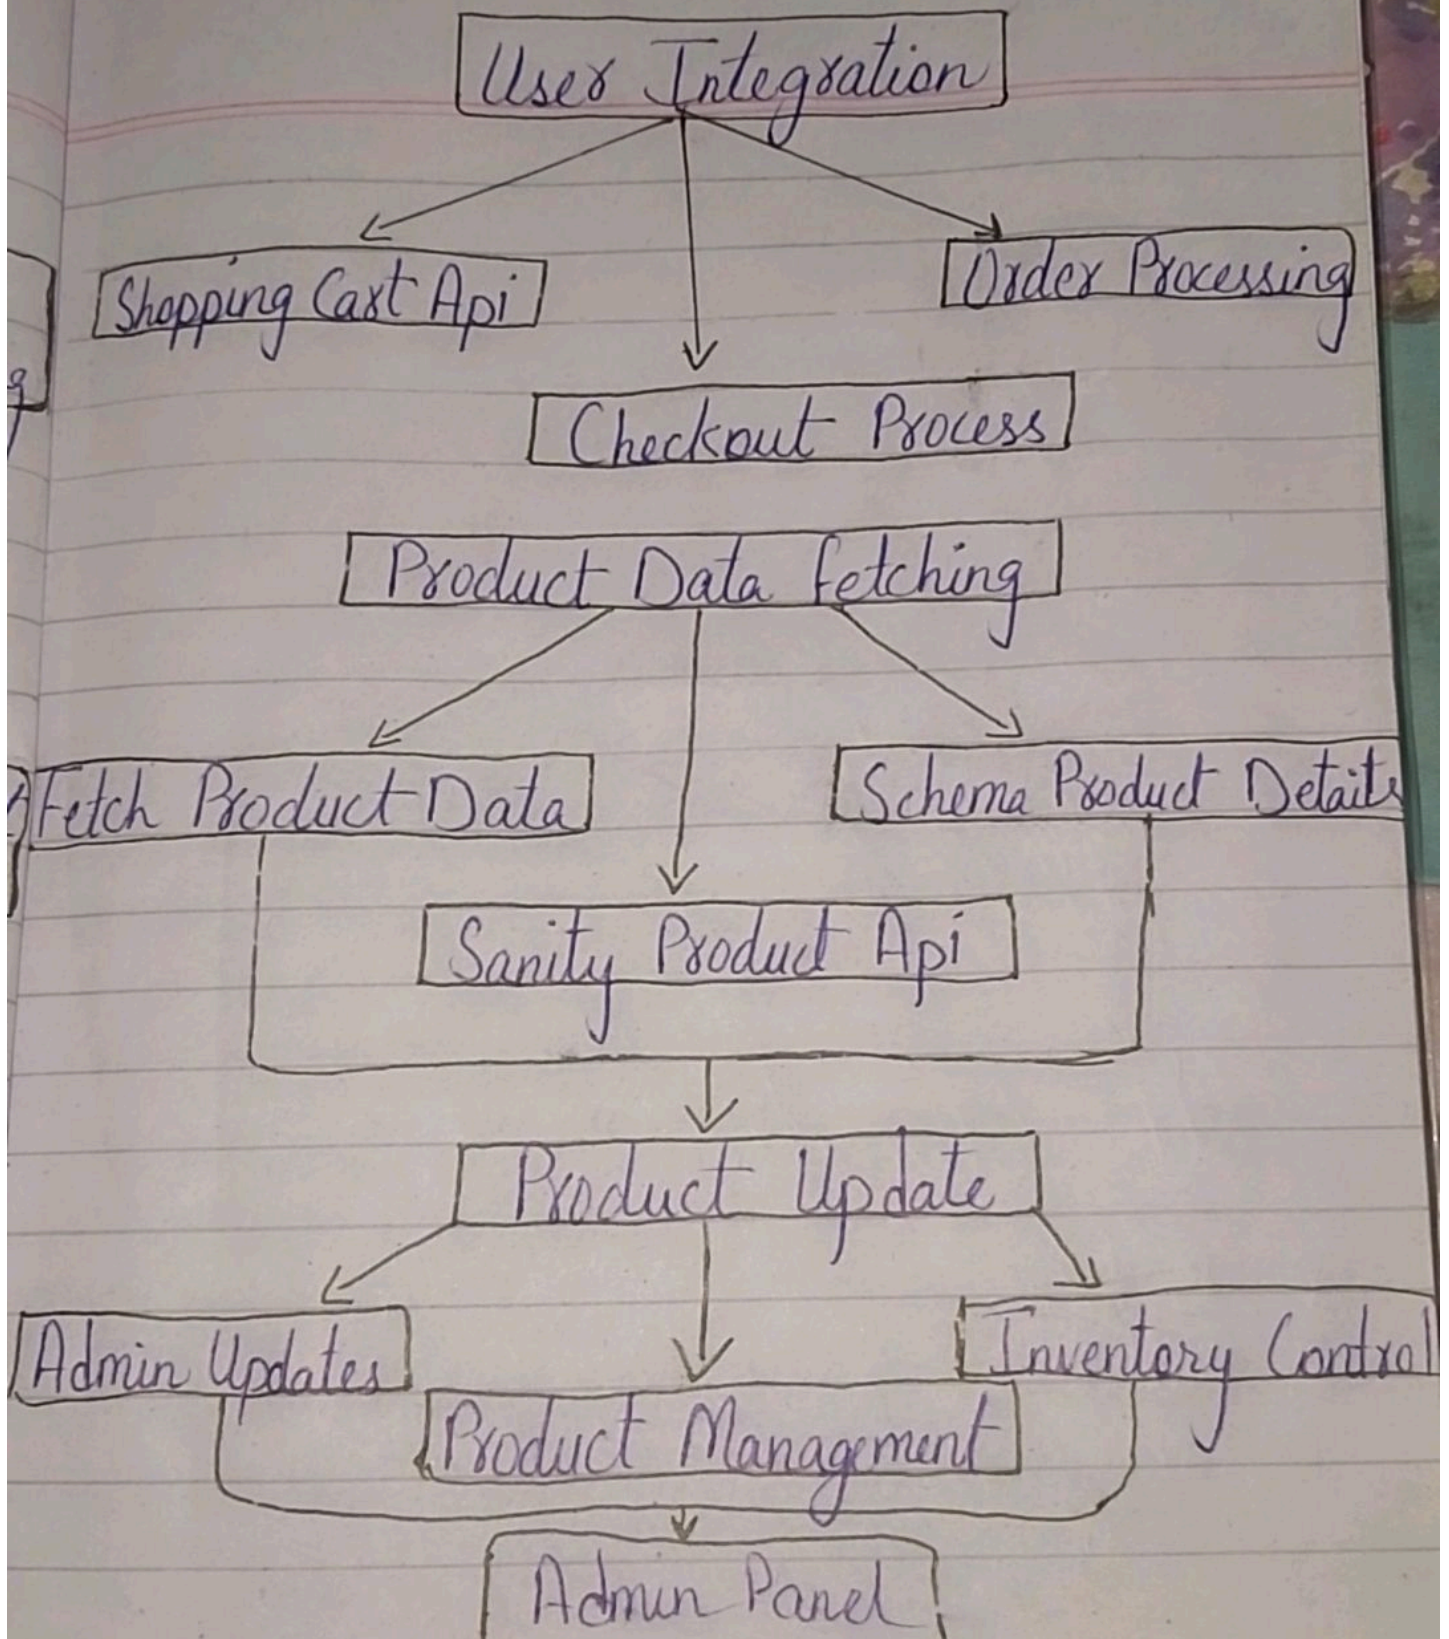 User Integration
Shopping Cart Api
Order Processing
Checkout Process
Product Data fetching
Fetch Product Data
Schema Product Details
Sanity Product Api
Product Update
Admin Updates
Inventory Control
Product Management
Admin Panel